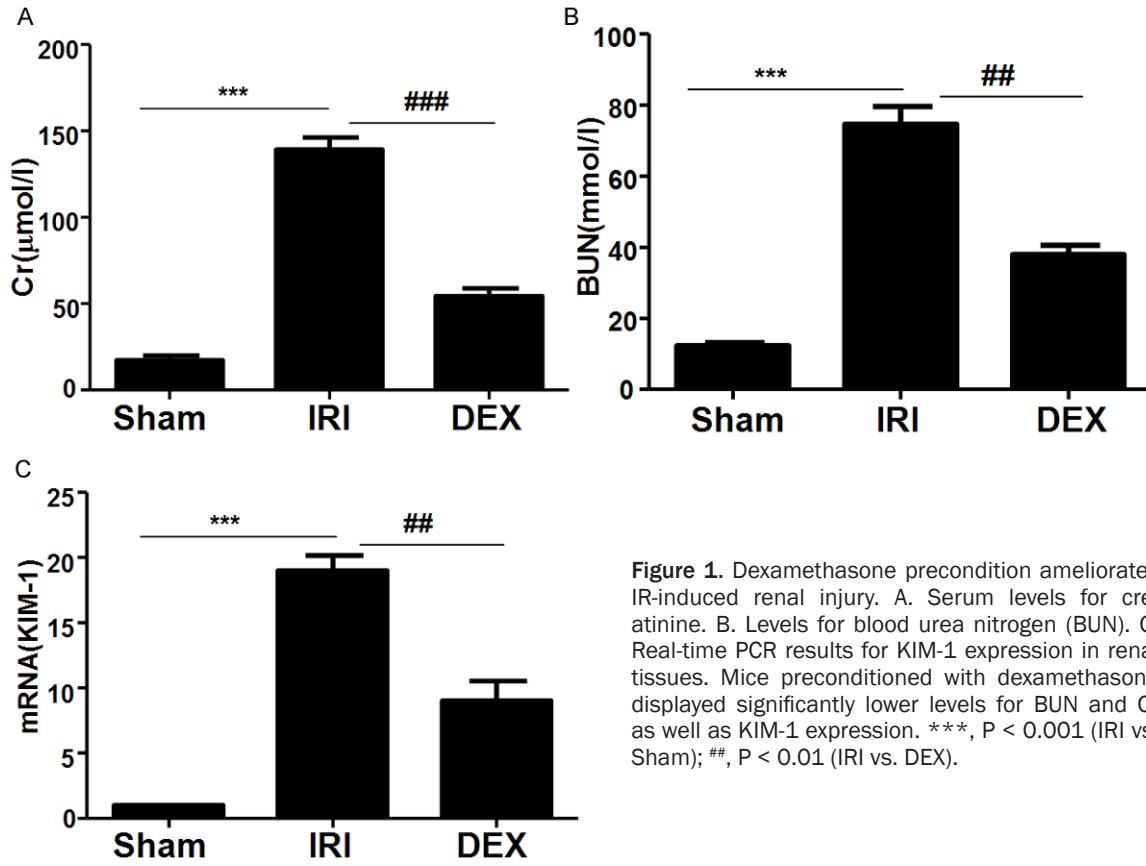 A
200
150
100
50
0
Cr(μmol/l)
***
###
Sham IRI DEX
B
100
80
60
40
20
0
BUN(mmol/l)
***
##
Sham IRI DEX
C
25
20
15
10
5
0
mRNA(KIM-1)
***
##
Sham IRI DEX
Figure 1. Dexamethasone precondition ameliorate
IR-induced renal injury. A. Serum levels for cre
atinine. B. Levels for blood urea nitrogen (BUN). C
Real-time PCR results for KIM-1 expression in rena
tissues. Mice preconditioned with dexamethason
displayed significantly lower levels for BUN and C
as well as KIM-1 expression. ***, P < 0.001 (IRI vs
Sham); ##, P < 0.01 (IRI vs. DEX).